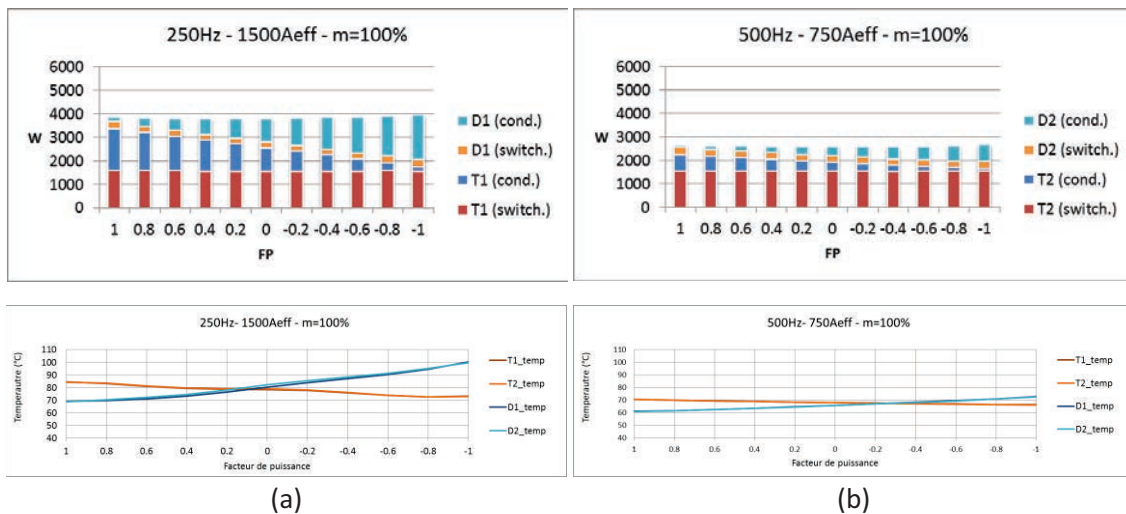 250Hz - 1500Aeff - m=100%
6000
5000
4000
3000
2000
1000
0
W
1 0.8 0.6 0.4 0.2 0 -0.2 -0.4 -0.6 -0.8 -1
FP
D1 (cond.)
D1 (switch.)
T1 (cond.)
T1 (switch.)
500Hz - 750Aeff - m=100%
6000
5000
4000
3000
2000
1000
0
W
1 0.8 0.6 0.4 0.2 0 -0.2 -0.4 -0.6 -0.8 -1
FP
D2 (cond.)
D2 (switch.)
T2 (cond.)
T2 (switch.)
250Hz- 1500Aeff - m=100%
Temperautre (°C)
110
100
90
80
70
60
50
40
1 0.8 0.6 0.4 0.2 0 -0.2 -0.4 -0.6 -0.8 -1
Facteur de puissance
T1_temp
T2_temp
D1_temp
D2_temp
500Hz- 750Aeff - m=100%
Temperautre (°C)
110
100
90
80
70
60
50
40
1 0.8 0.6 0.4 0.2 0 -0.2 -0.4 -0.6 -0.8 -1
Facteur de puissance
T1_temp
T2_temp
D1_temp
D2_temp
(a)
(b)